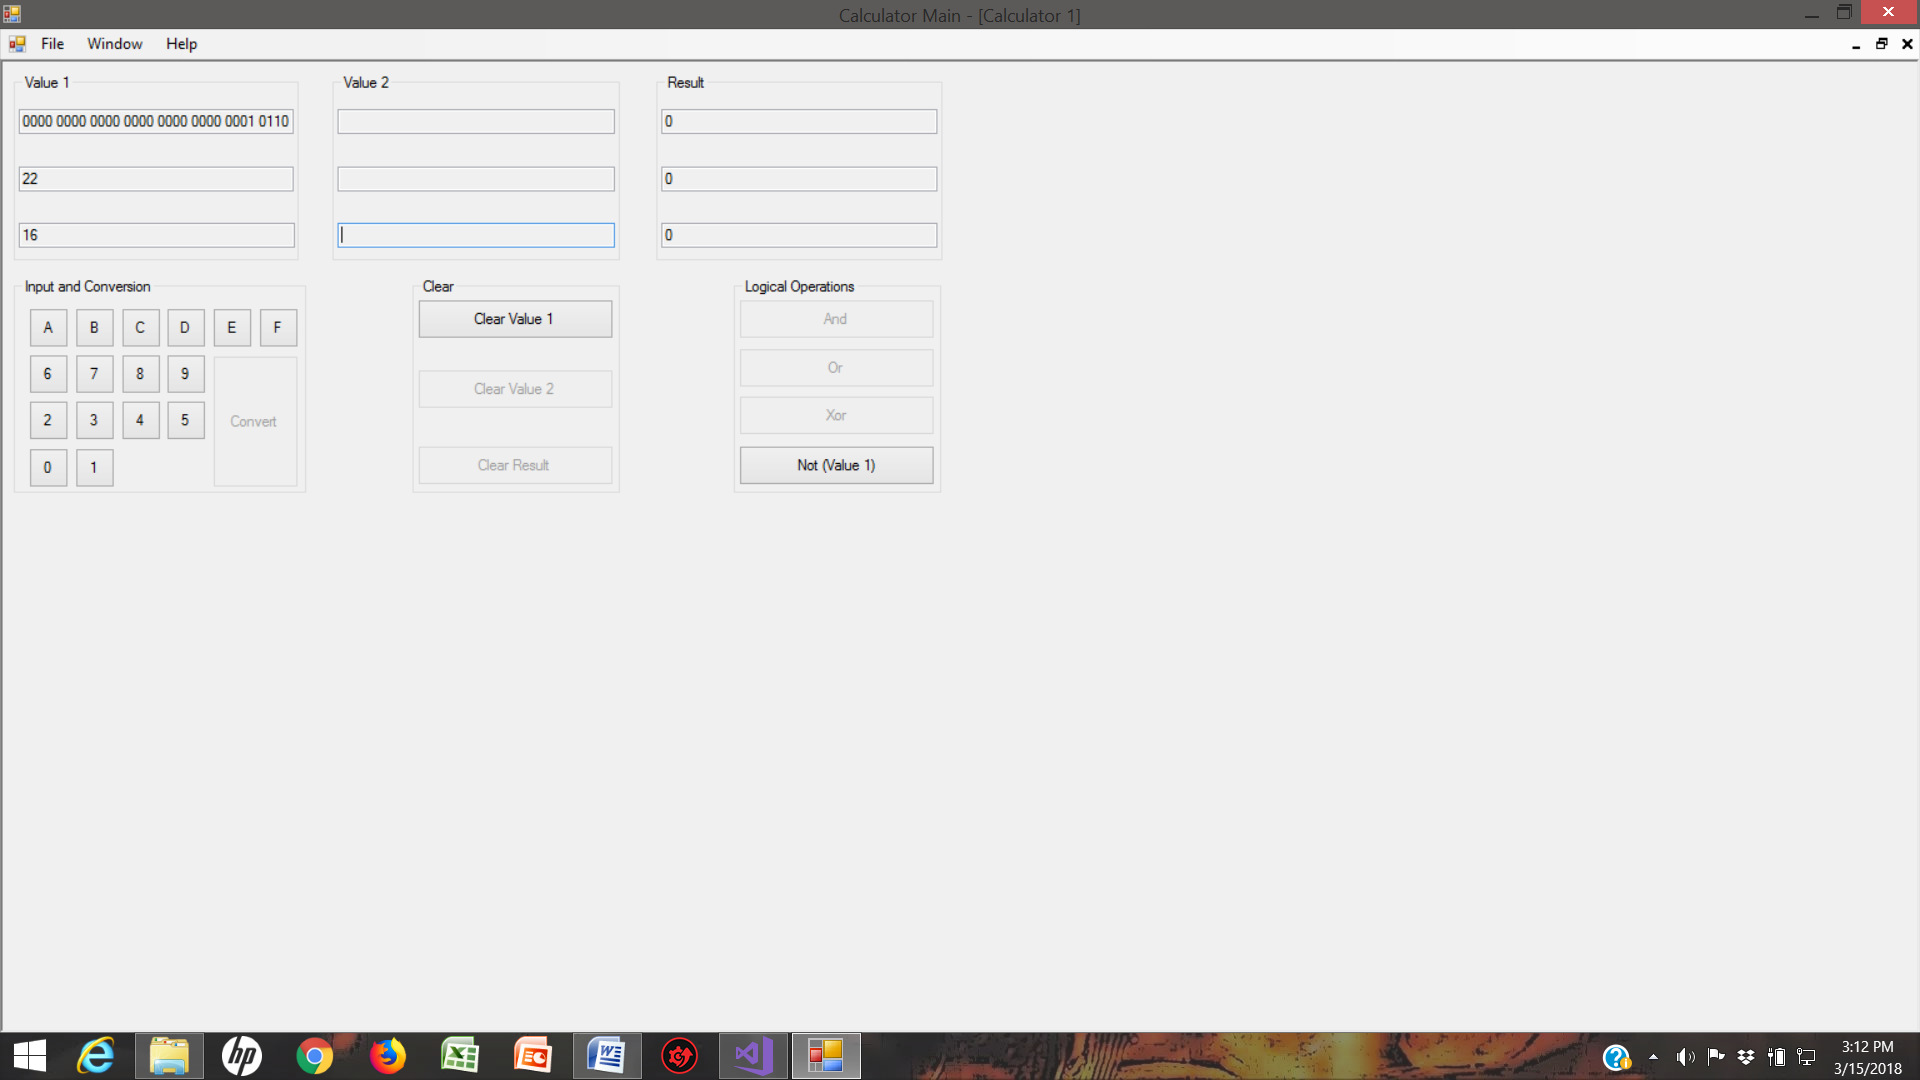 Calculator Main - [Calculator 1]
File Window Help
Value 1
0000 0000 0000 0000 0000 0000 0001 0110
22
16
Value 2
Result
0
0
0
Input and Conversion
A B C D E F
6 7 8 9
2 3 4 5
0 1
Convert
Clear
Clear Value 1
Clear Value 2
Clear Result
Logical Operations
And
Or
Xor
Not (Value 1)
3:12 PM
3/15/2018